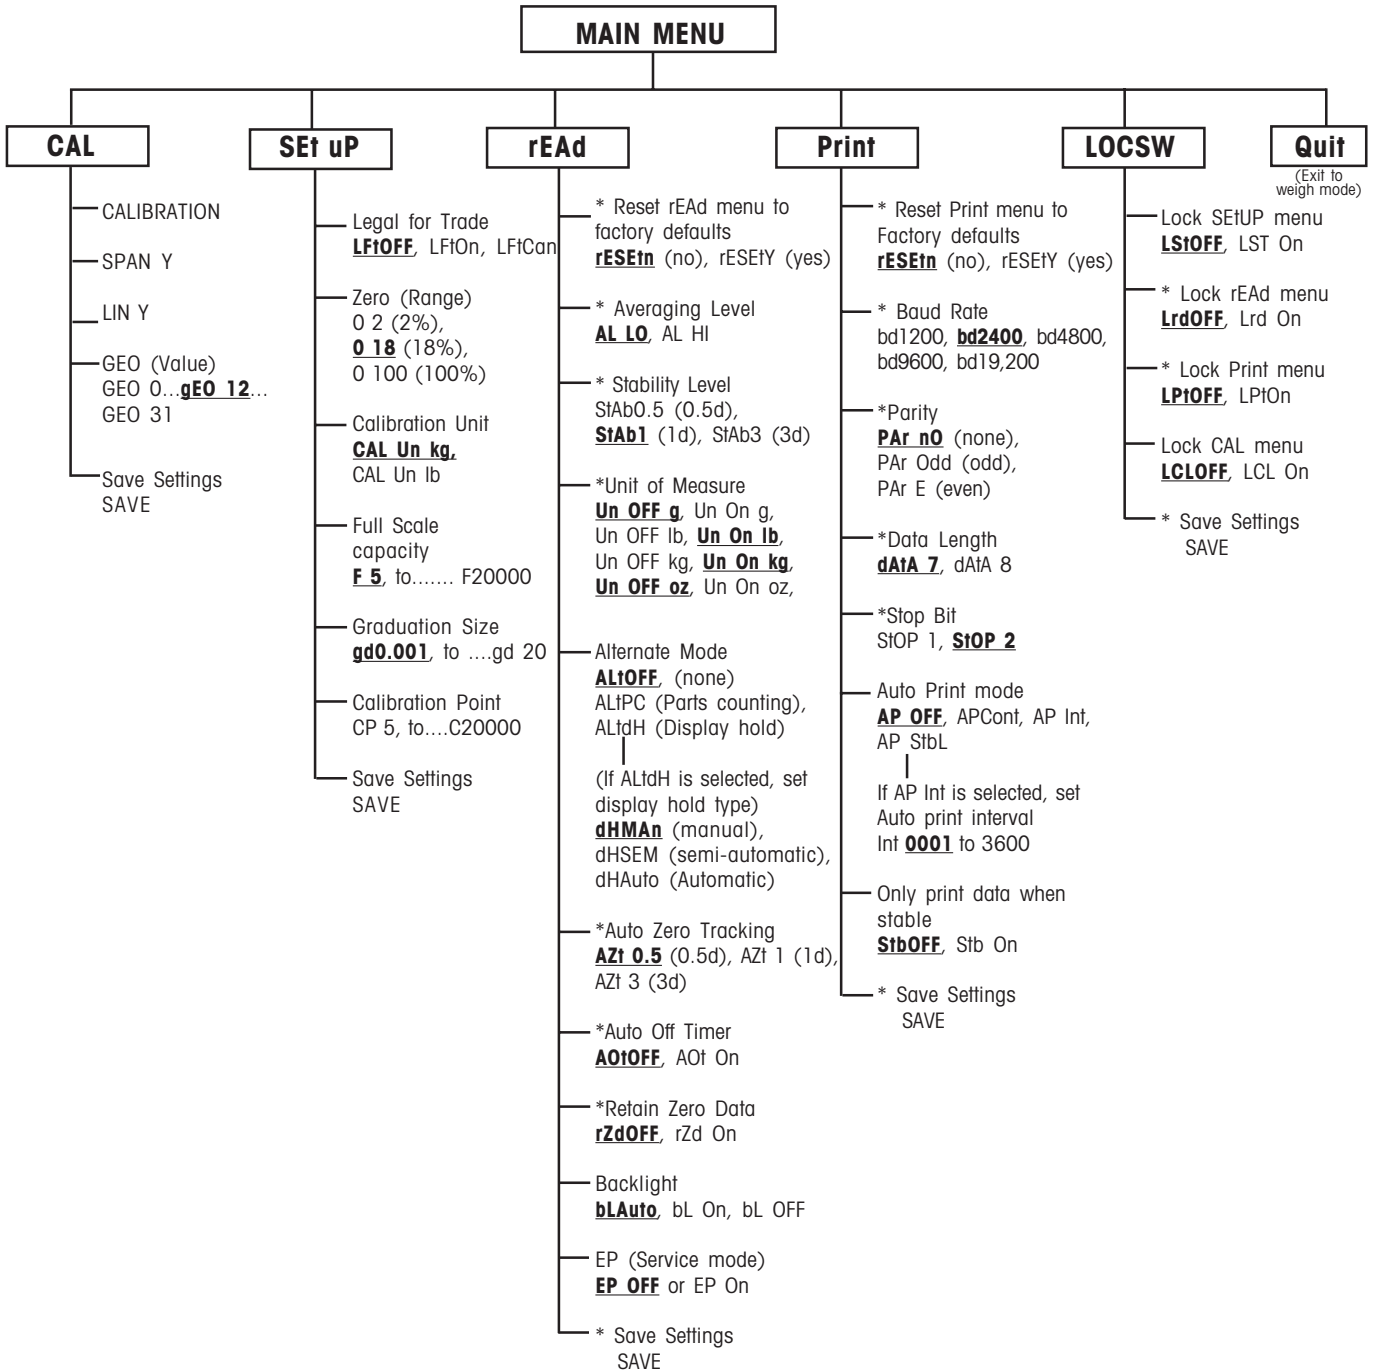 MAIN MENU
CAL
CALIBRATION
SPAN Y
LIN Y
GEO (Value)
GEO 0...gEO 12...
GEO 31
Save Settings
SAVE
SEt uP
Legal for Trade
LFtOFF, LFtOn, LFtCan
Zero (Range)
0 2 (2%),
0 18 (18%),
0 100 (100%)
Calibration Unit
CAL Un kg,
CAL Un lb
Full Scale
capacity
F 5, to....... F20000
Graduation Size
gd0.001, to ....gd 20
Calibration Point
CP 5, to....C20000
Save Settings
SAVE
rEAd
* Reset rEAd menu to
factory defaults
rESEtn (no), rESEtY (yes)
* Averaging Level
AL LO, AL HI
* Stability Level
StAb0.5 (0.5d),
StAb1 (1d), StAb3 (3d)
*Unit of Measure
Un OFF g, Un On g,
Un OFF lb, Un On lb,
Un OFF kg, Un On kg,
Un OFF oz, Un On oz,
Alternate Mode
ALtOFF, (none)
ALtPC (Parts counting),
ALtdH (Display hold)
(If ALtdH is selected, set
display hold type)
dHMAn (manual),
dHSEM (semi-automatic),
dHAuto (Automatic)
*Auto Zero Tracking
AZt 0.5 (0.5d), AZt 1 (1d),
AZt 3 (3d)
*Auto Off Timer
AOtOFF, AOt On
*Retain Zero Data
rZdOFF, rZd On
Backlight
bLAuto, bL On, bL OFF
EP (Service mode)
EP OFF or EP On
* Save Settings
SAVE
Print
* Reset Print menu to
Factory defaults
rESEtn (no), rESEtY (yes)
* Baud Rate
bd1200, bd2400, bd4800,
bd9600, bd19,200
*Parity
PAr nO (none),
PAr Odd (odd),
PAr E (even)
*Data Length
dAtA 7, dAtA 8
*Stop Bit
StOP 1, StOP 2
Auto Print mode
AP OFF, APCont, AP Int,
AP StbL
If AP Int is selected, set
Auto print interval
Int 0001 to 3600
Only print data when
stable
StbOFF, Stb On
* Save Settings
SAVE
LOCSW
Lock SEtUP menu
LStOFF, LST On
* Lock rEAd menu
LrdOFF, Lrd On
* Lock Print menu
LPtOFF, LPtOn
Lock CAL menu
LCLOFF, LCL On
* Save Settings
SAVE
Quit
(Exit to
weigh mode)